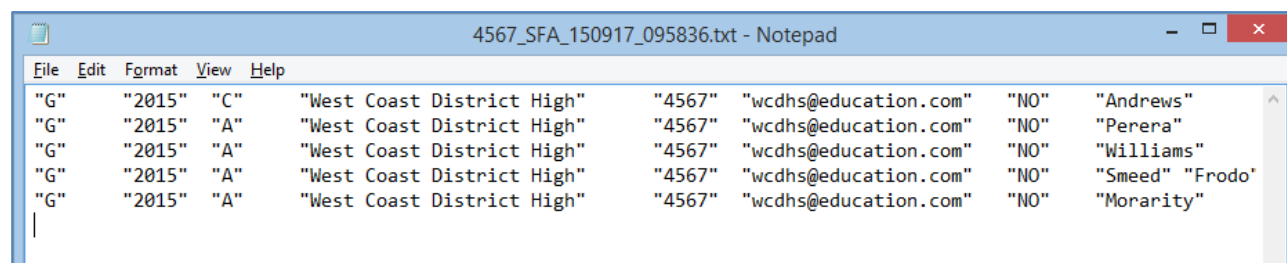 4567_SFA_150917_095836.txt - Notepad
File Edit Format View Help
"G" "2015" "C" "West Coast District High" "4567" "wcdhs@education.com" "NO" "Andrews"
"G" "2015" "A" "West Coast District High" "4567" "wcdhs@education.com" "NO" "Perera"
"G" "2015" "A" "West Coast District High" "4567" "wcdhs@education.com" "NO" "Williams"
"G" "2015" "A" "West Coast District High" "4567" "wcdhs@education.com" "NO" "Smeed" "Frodo"
"G" "2015" "A" "West Coast District High" "4567" "wcdhs@education.com" "NO" "Morarity"